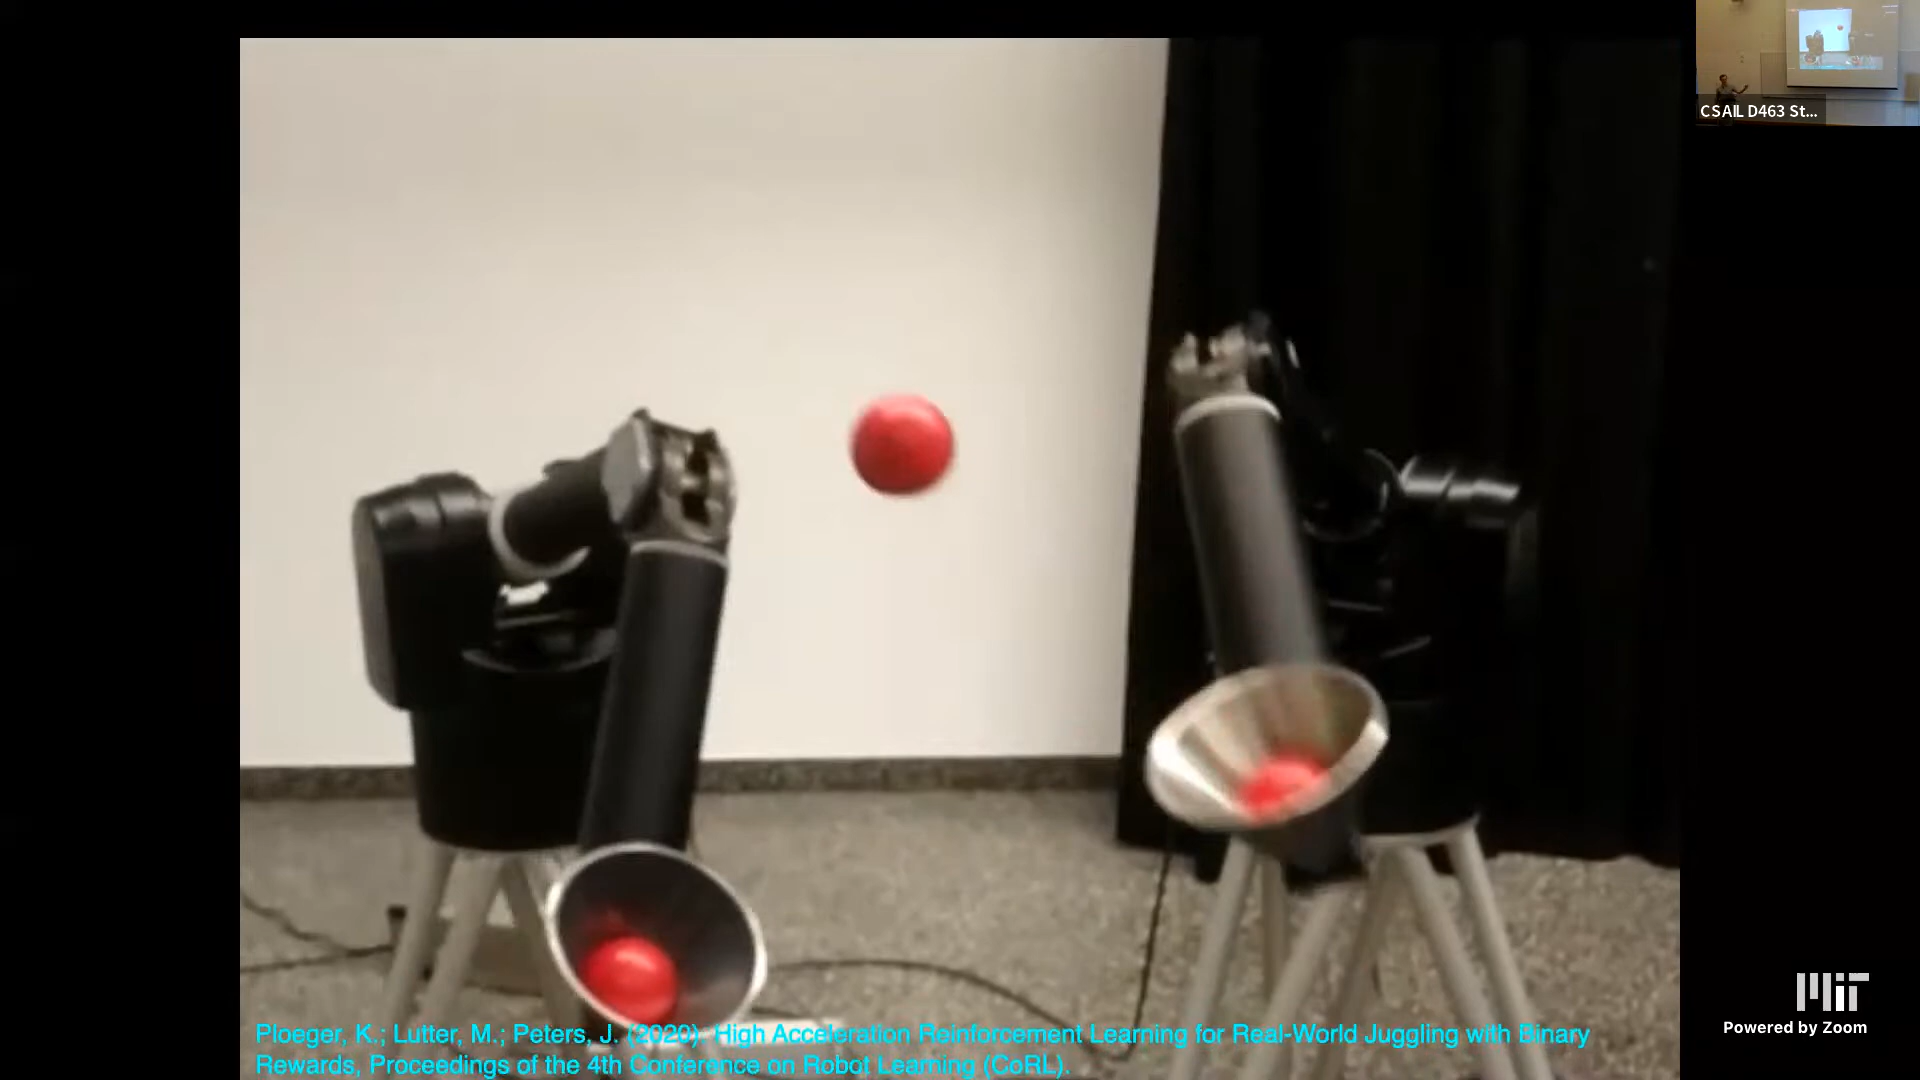 CSAIL D463 St...
MIT
Powered by Zoom
Ploeger, K.; Lutter, M.; Peters, J. (2020). High Acceleration Reinforcement Learning for Real-World Juggling with Binary
Rewards, Proceedings of the 4th Conference on Robot Learning (CoRL).